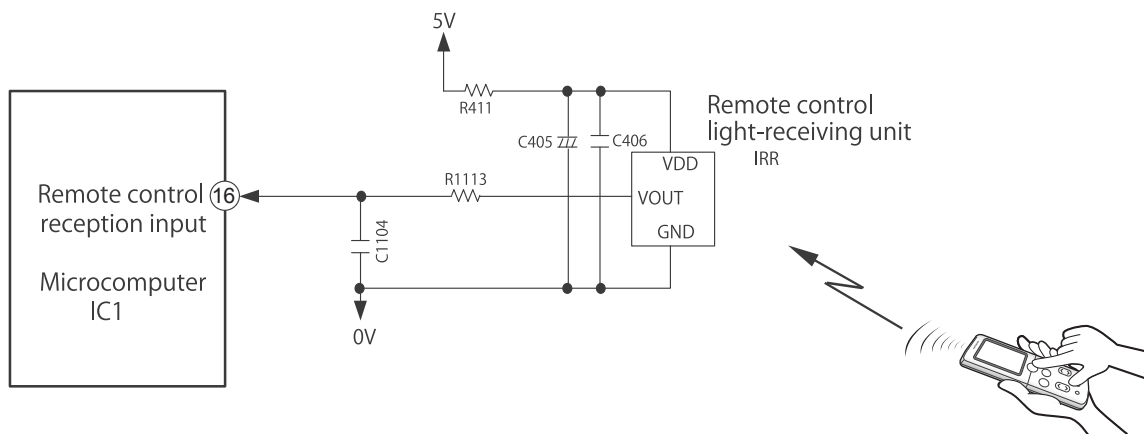 5V
R411
C405
C406
Remote control
light-receiving unit
IRR
VDD
VOUT
GND
R1113
C1104
0V
Remote control
reception input
16
Microcomputer
IC1